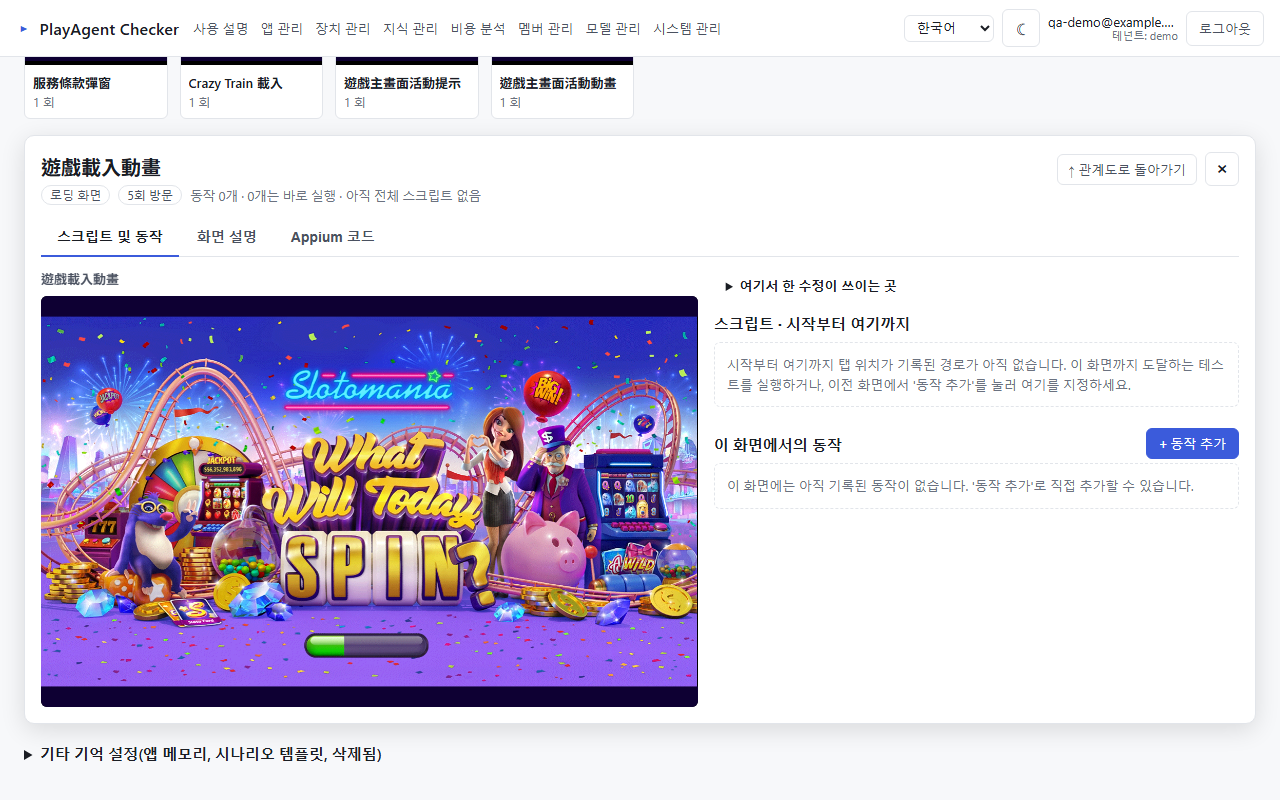 PlayAgent Checker
사용 설명
앱 관리
장치 관리
지식 관리
비용 분석
멤버 관리
모델 관리
시스템 관리
한국어
qa-demo@example....
테넌트: demo
로그아웃
服務條款彈窗
1 회
Crazy Train 載入
1 회
遊戲主畫面活動提示
1 회
遊戲主畫面活動動畫
1 회
遊戲載入動畫
↑ 관계도로 돌아가기
×
로딩 화면
5회 방문
동작 0개 · 0개는 바로 실행 · 아직 전체 스크립트 없음
스크립트 및 동작
화면 설명
Appium 코드
遊戲載入動畫
Slotomania
BIG WIN!
JACKPOT
JACKPOT
What
Will Today
SPIN?
777
WILD
$
▶ 여기서 한 수정이 쓰이는 곳
스크립트 · 시작부터 여기까지
시작부터 여기까지 탭 위치가 기록된 경로가 아직 없습니다. 이 화면까지 도달하는 테스
트를 실행하거나, 이전 화면에서 '동작 추가'를 눌러 여기를 지정하세요.
이 화면에서의 동작
+ 동작 추가
이 화면에는 아직 기록된 동작이 없습니다. '동작 추가'로 직접 추가할 수 있습니다.
▶ 기타 기억 설정(앱 메모리, 시나리오 템플릿, 삭제됨)